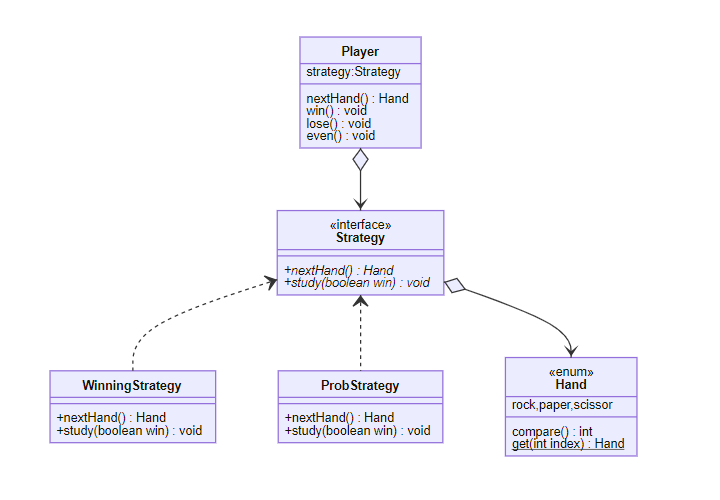 Player
strategy:Strategy
nextHand() : Hand
win() : void
lose() : void
even() : void
«interface»
Strategy
+nextHand() : Hand
+study(boolean win) : void
WinningStrategy
+nextHand() : Hand
+study(boolean win) : void
ProbStrategy
+nextHand() : Hand
+study(boolean win) : void
«enum»
Hand
rock,paper,scissor
compare() : int
get(int index) : Hand